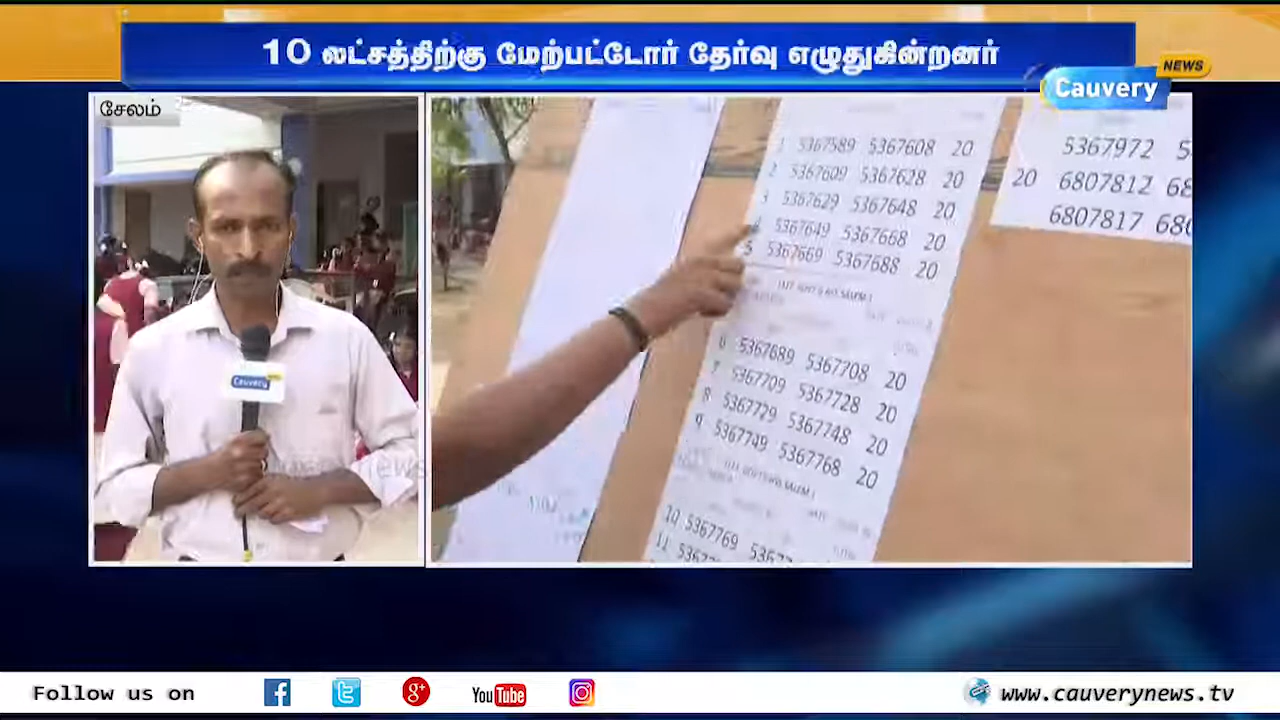 10 லட்சத்திற்கு மேற்பட்டோர் தேர்வு எழுதுகின்றனர்
NEWS
Cauvery
சேலம்
1 5367589 5367608 20
2 5367609 5367628 20
3 5367629 5367648 20
4 5367649 5367668 20
5 5367669 5367688 20
6 5367689 5367708 20
7 5367709 5367728 20
8 5367729 5367748 20
9 5367749 5367768 20
10 5367769
11
5367972
20 6807812
6807817
Cauvery
Follow us on
You Tube
www.cauverynews.tv